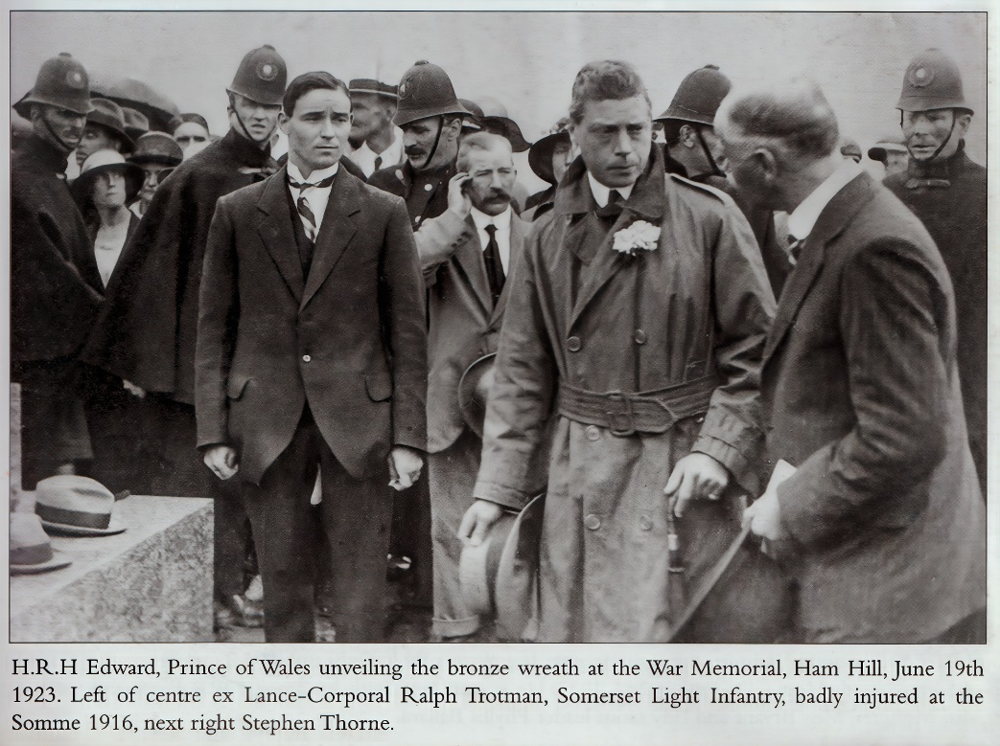 H.R.H Edward, Prince of Wales unveiling the bronze wreath at the War Memorial, Ham Hill, June 19th
1923. Left of centre ex Lance-Corporal Ralph Trotman, Somerset Light Infantry, badly injured at the
Somme 1916, next right Stephen Thorne.